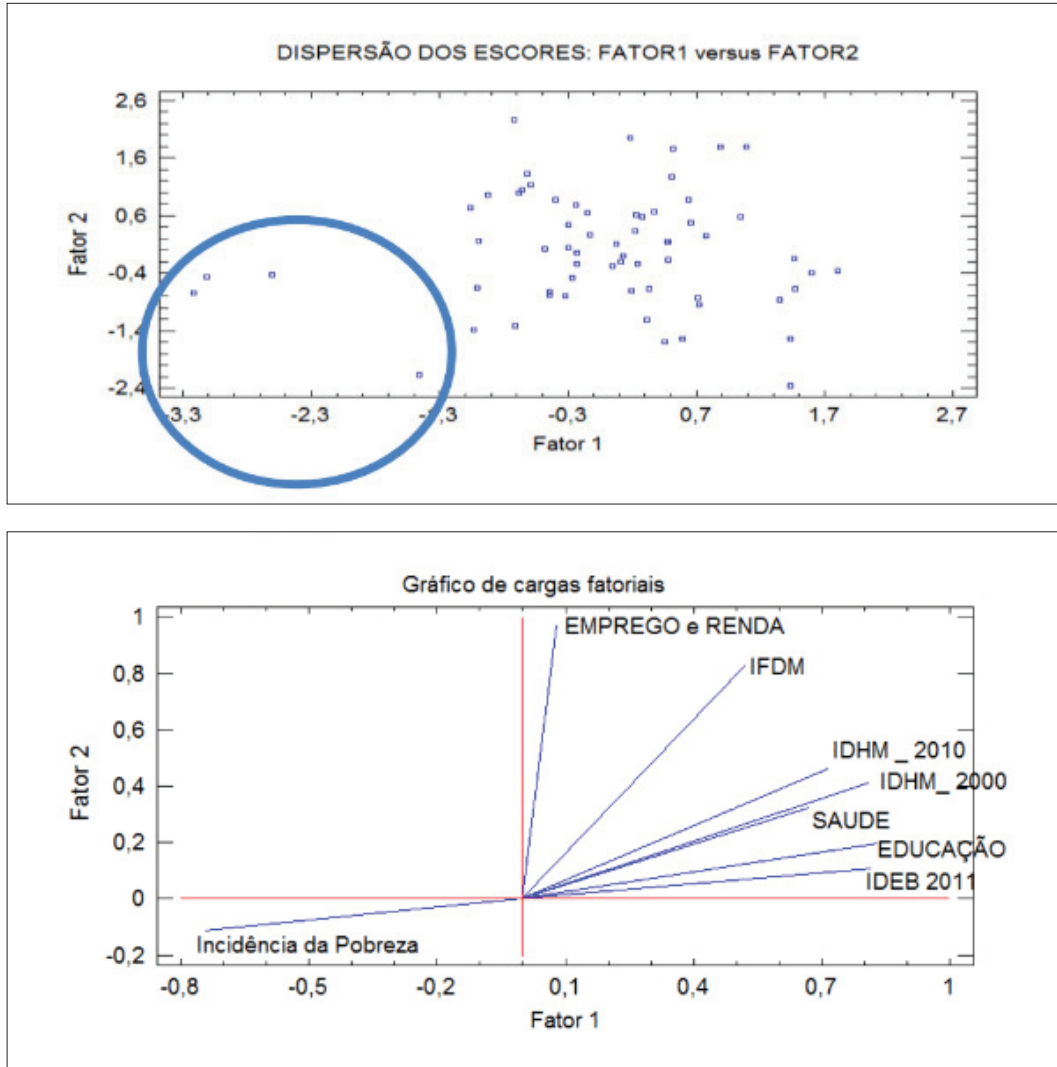 DISPERSÃO DOS ESCORES: FATOR1 versus FATOR2
2,6
1,6
0,6
-0,4
-1,4
-2,4
Fator 2
-3,3 -2,3 -1,3 -0,3 0,7 1,7 2,7
Fator 1
Gráfico de cargas fatoriais
1
0,8
0,6
0,4
0,2
0
-0,2
Fator 2
EMPREGO e RENDA
IFDM
IDHM _ 2010
IDHM_ 2000
SAUDE
EDUCAÇÃO
IDEB 2011
Incidência da Pobreza
-0,8 -0,5 -0,2 0,1 0,4 0,7 1
Fator 1